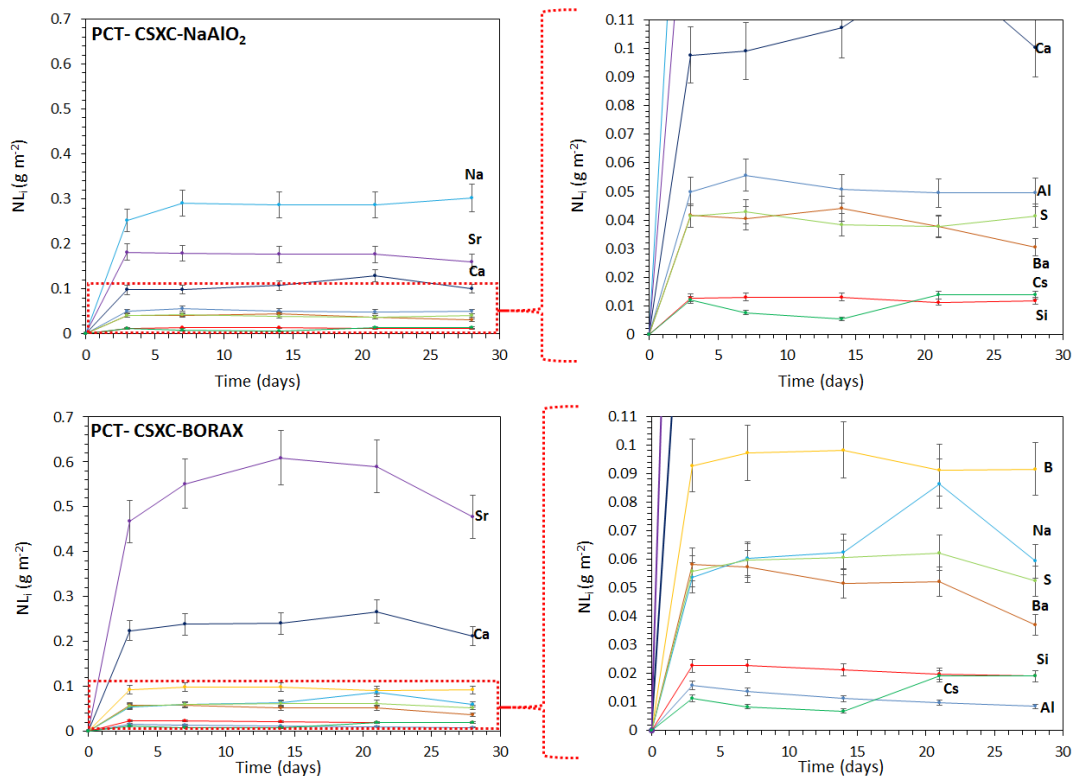 PCT- CSXC-NaAlO₂
NLᵢ (g m⁻²)
0.7
0.6
0.5
0.4
0.3
0.2
0.1
0
Na
Sr
Ca
0 5 10 15 20 25 30
Time (days)
NLᵢ (g m⁻²)
0.11
0.1
0.09
0.08
0.07
0.06
0.05
0.04
0.03
0.02
0.01
0
Ca
Al
S
Ba
Cs
Si
0 5 10 15 20 25 30
Time (days)
PCT- CSXC-BORAX
NLᵢ (g m⁻²)
0.7
0.6
0.5
0.4
0.3
0.2
0.1
0
Sr
Ca
0 5 10 15 20 25 30
Time (days)
NLᵢ (g m⁻²)
0.11
0.1
0.09
0.08
0.07
0.06
0.05
0.04
0.03
0.02
0.01
0
B
Na
S
Ba
Si
Cs
Al
0 5 10 15 20 25 30
Time (days)